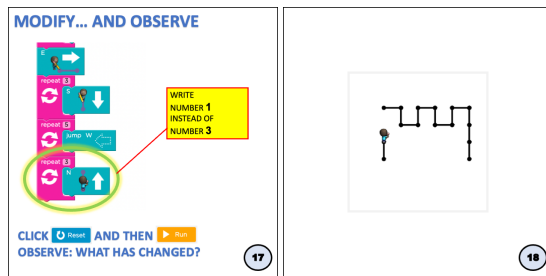 MODIFY... AND OBSERVE
E
repeat 3
S
repeat 5
jump W
repeat 3
N
WRITE
NUMBER 1
INSTEAD OF
NUMBER 3
CLICK Reset AND THEN Run
OBSERVE: WHAT HAS CHANGED?
17
18